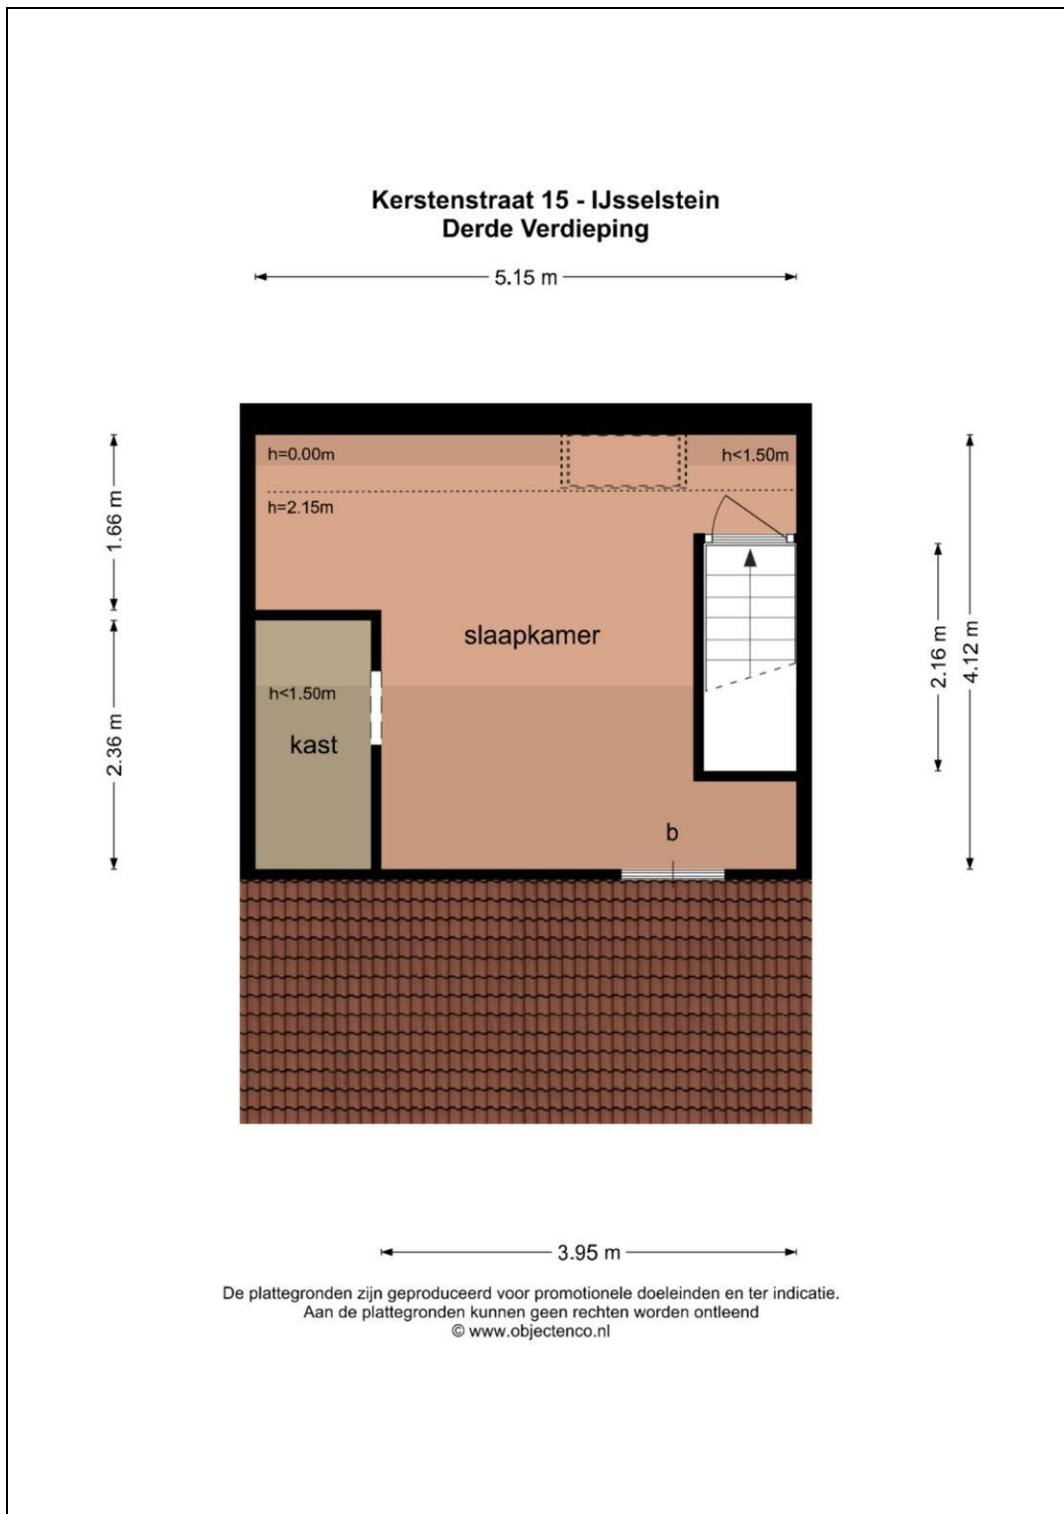 Kerstenstraat 15 - IJsselstein
Derde Verdieping
5.15 m
h=0.00m
h<1.50m
h=2.15m
1.66 m
slaapkamer
2.16 m
4.12 m
h<1.50m
kast
2.36 m
b
3.95 m
De plattegronden zijn geproduceerd voor promotionele doeleinden en ter indicatie.
Aan de plattegronden kunnen geen rechten worden ontleend
© www.objectenco.nl